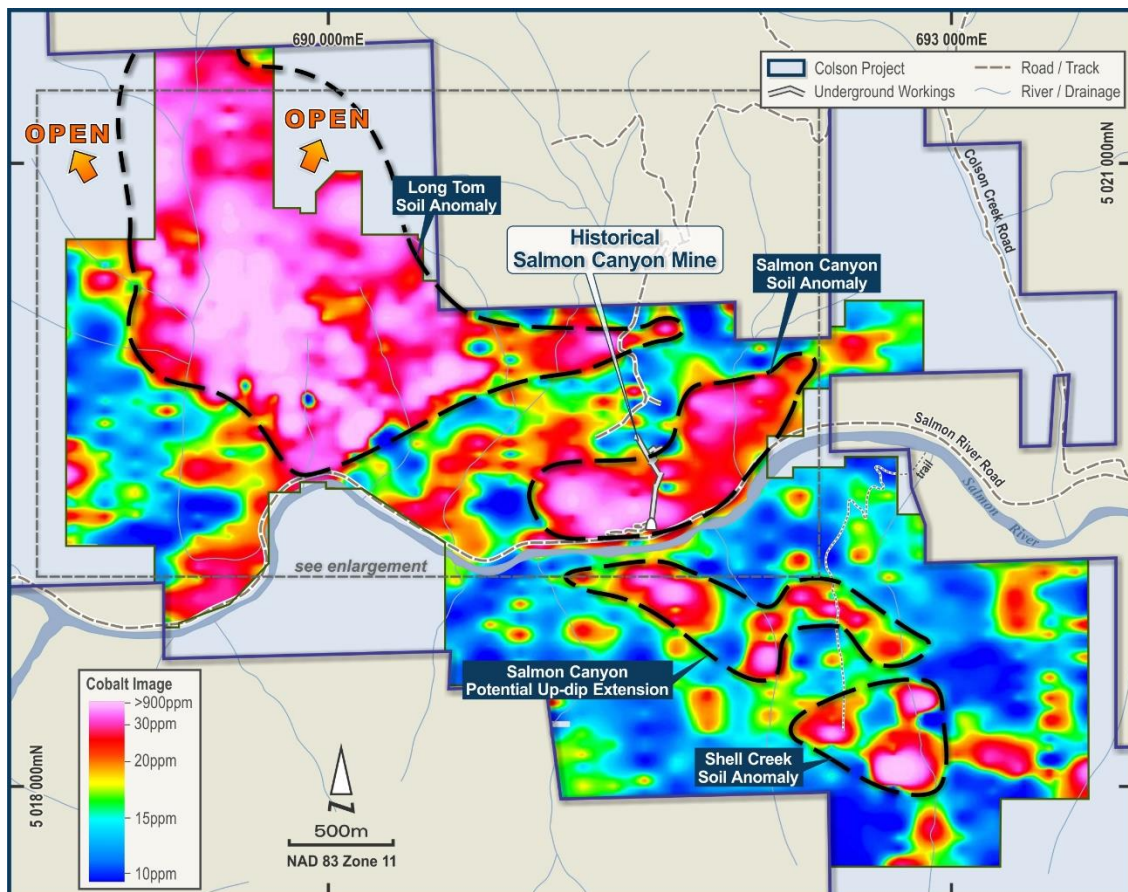 690 000mE
693 000mE
Colson Project
Road / Track
Underground Workings
River / Drainage
OPEN
OPEN
5 021 000mN
Colson Creek Road
Long Tom
Soil Anomaly
Historical
Salmon Canyon Mine
Salmon Canyon
Soil Anomaly
Salmon River Road
trail
Salmon River
see enlargement
Salmon Canyon
Potential Up-dip Extension
Shell Creek
Soil Anomaly
5 018 000mN
Cobalt Image
>900ppm
30ppm
20ppm
15ppm
10ppm
N
500m
NAD 83 Zone 11